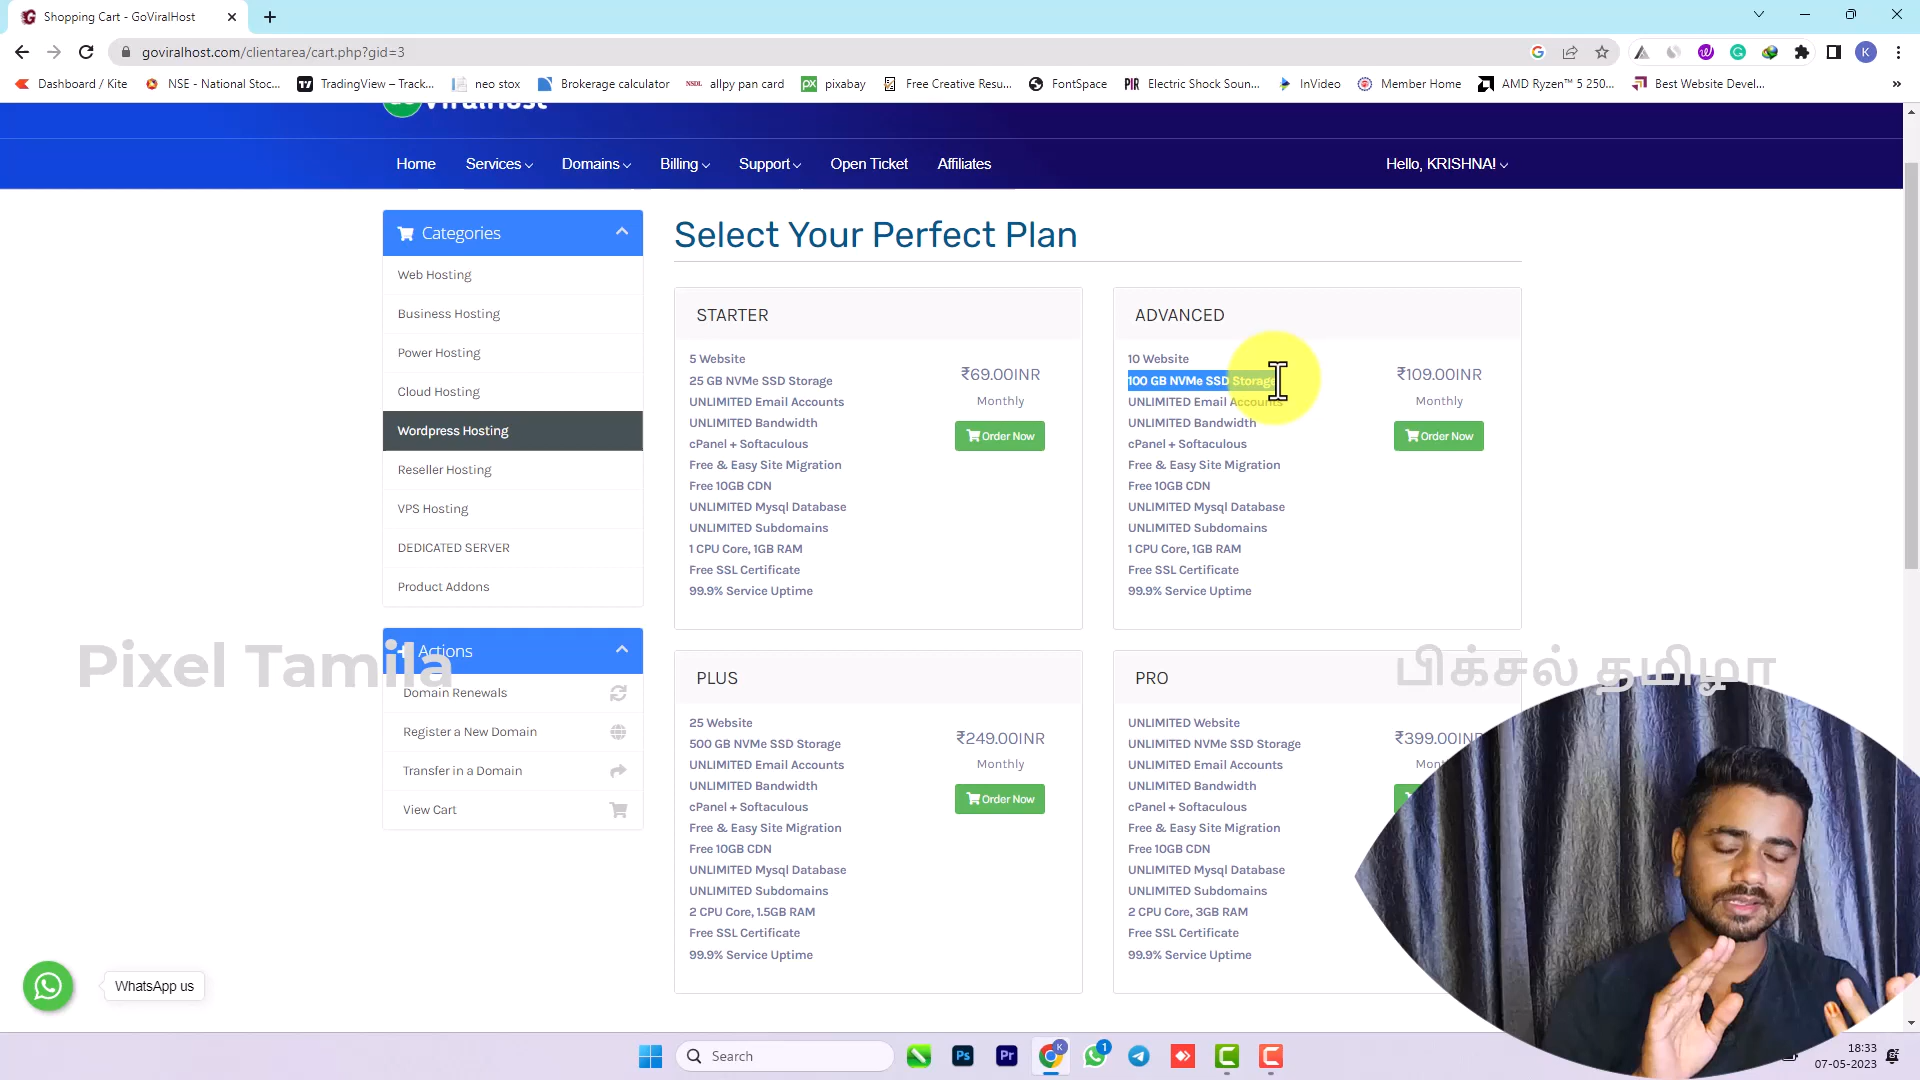 Shopping Cart - GoViralHost
goviralhost.com/clientarea/cart.php?gid=3
K
Dashboard / Kite
NSE - National Stoc...
TradingView – Track...
neo stox
Brokerage calculator
NSDL
allpy pan card
px
pixabay
Free Creative Resu...
FontSpace
PIR
Electric Shock Soun...
InVideo
Member Home
AMD Ryzen™ 5 250...
Best Website Devel...
»
GoViralHost
Home
Services
Domains
Billing
Support
Open Ticket
Affiliates
Hello, KRISHNA!
Categories
Web Hosting
Business Hosting
Power Hosting
Cloud Hosting
Wordpress Hosting
Reseller Hosting
VPS Hosting
DEDICATED SERVER
Product Addons
Actions
Domain Renewals
Register a New Domain
Transfer in a Domain
View Cart
Select Your Perfect Plan
STARTER
5 Website
25 GB NVMe SSD Storage
UNLIMITED Email Accounts
UNLIMITED Bandwidth
cPanel + Softaculous
Free & Easy Site Migration
Free 10GB CDN
UNLIMITED Mysql Database
UNLIMITED Subdomains
1 CPU Core, 1GB RAM
Free SSL Certificate
99.9% Service Uptime
₹69.00INR
Monthly
Order Now
ADVANCED
10 Website
100 GB NVMe SSD Storage
UNLIMITED Email Accounts
UNLIMITED Bandwidth
cPanel + Softaculous
Free & Easy Site Migration
Free 10GB CDN
UNLIMITED Mysql Database
UNLIMITED Subdomains
1 CPU Core, 1GB RAM
Free SSL Certificate
99.9% Service Uptime
₹109.00INR
Monthly
Order Now
PLUS
25 Website
500 GB NVMe SSD Storage
UNLIMITED Email Accounts
UNLIMITED Bandwidth
cPanel + Softaculous
Free & Easy Site Migration
Free 10GB CDN
UNLIMITED Mysql Database
UNLIMITED Subdomains
2 CPU Core, 1.5GB RAM
Free SSL Certificate
99.9% Service Uptime
₹249.00INR
Monthly
Order Now
PRO
UNLIMITED Website
UNLIMITED NVMe SSD Storage
UNLIMITED Email Accounts
UNLIMITED Bandwidth
cPanel + Softaculous
Free & Easy Site Migration
Free 10GB CDN
UNLIMITED Mysql Database
UNLIMITED Subdomains
2 CPU Core, 3GB RAM
Free SSL Certificate
99.9% Service Uptime
₹399.00INR
Pixel Tamila
பிக்சல் தமிழா
WhatsApp us
Search
Ps
Pr
K
1
18:33
07-05-2023